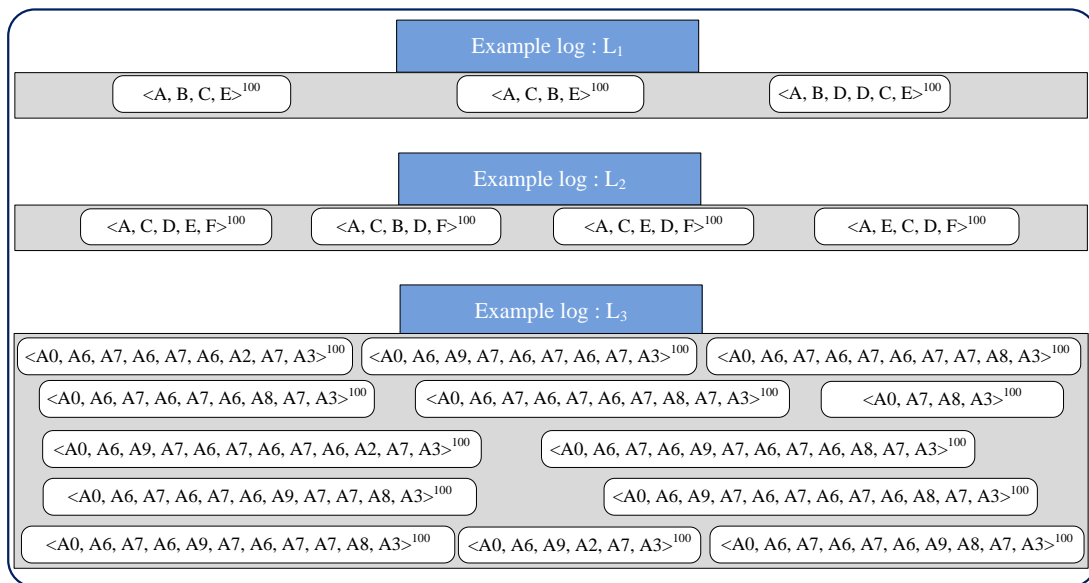 Example log : L1
<A, B, C, E>100 <A, C, B, E>100 <A, B, D, D, C, E>100
Example log : L2
<A, C, D, E, F>100 <A, C, B, D, F>100 <A, C, E, D, F>100 <A, E, C, D, F>100
Example log : L3
<A0, A6, A7, A6, A7, A6, A2, A7, A3>100 <A0, A6, A9, A7, A6, A7, A6, A7, A3>100 <A0, A6, A7, A6, A7, A6, A7, A7, A8, A3>100
<A0, A6, A7, A6, A7, A6, A8, A7, A3>100 <A0, A6, A7, A6, A7, A6, A7, A8, A7, A3>100 <A0, A7, A8, A3>100
<A0, A6, A9, A7, A6, A7, A6, A7, A6, A2, A7, A3>100 <A0, A6, A7, A6, A9, A7, A6, A7, A6, A8, A7, A3>100
<A0, A6, A7, A6, A7, A6, A9, A7, A7, A8, A3>100 <A0, A6, A9, A7, A6, A7, A6, A7, A6, A8, A7, A3>100
<A0, A6, A7, A6, A9, A7, A6, A7, A7, A8, A3>100 <A0, A6, A9, A2, A7, A3>100 <A0, A6, A7, A6, A7, A6, A9, A8, A7, A3>100